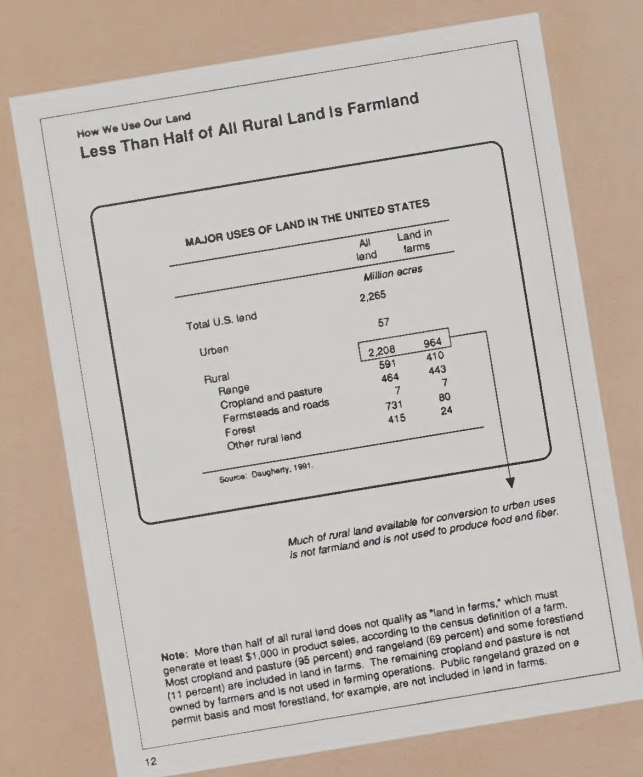 How We Use Our Land
Less Than Half of All Rural Land Is Farmland
MAJOR USES OF LAND IN THE UNITED STATES
All Land in
land farms
Million acres
Total U.S. land 2,265
Urban 57
Rural 2,208 964
Range 591 410
Cropland and pasture 464 443
Farmsteads and roads 7 7
Forest 731 80
Other rural land 415 24
Source: Daugherty, 1991.
Much of rural land available for conversion to urban uses
is not farmland and is not used to produce food and fiber.
Note: More than half of all rural land does not qualify as "land in farms," which must
generate at least $1,000 in product sales, according to the census definition of a farm.
Most cropland and pasture (95 percent) and rangeland (69 percent) and some forestland
(11 percent) are included in land in farms. The remaining cropland and pasture is not
owned by farmers and is not used in farming operations. Public rangeland grazed on a
permit basis and most forestland, for example, are not included in land in farms.
12